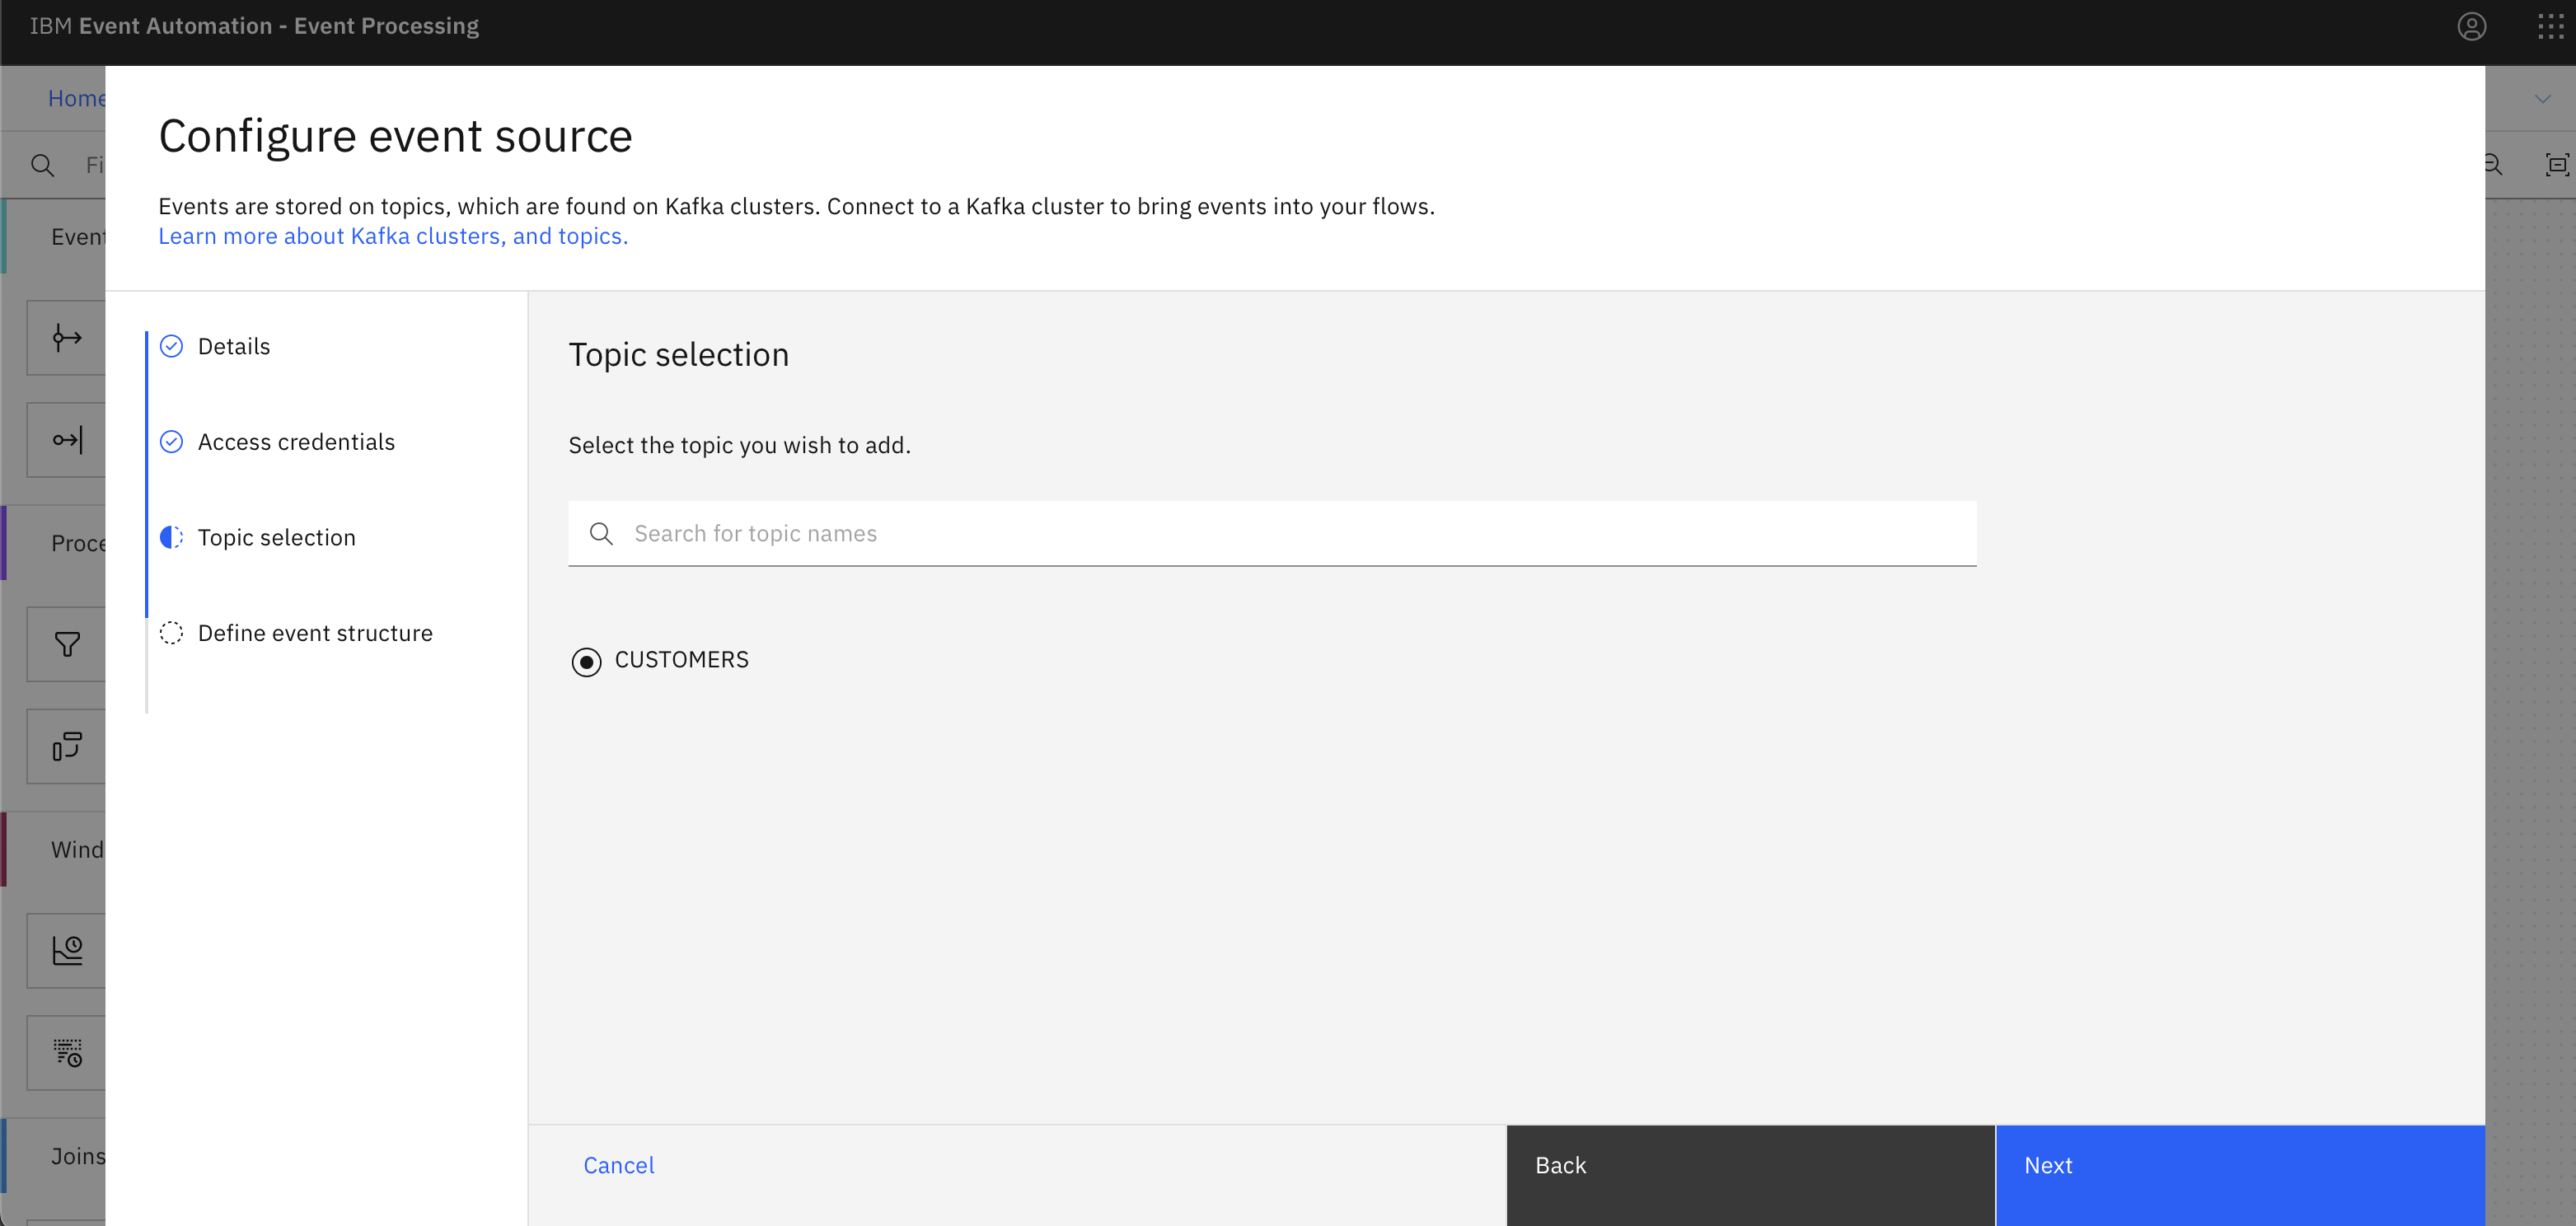 IBM Event Automation - Event Processing
Home
Fi
Configure event source
Events are stored on topics, which are found on Kafka clusters. Connect to a Kafka cluster to bring events into your flows.
Learn more about Kafka clusters, and topics.
Event
Proce
Wind
Joins
Details
Access credentials
Topic selection
Define event structure
Topic selection
Select the topic you wish to add.
Search for topic names
CUSTOMERS
Cancel
Back
Next